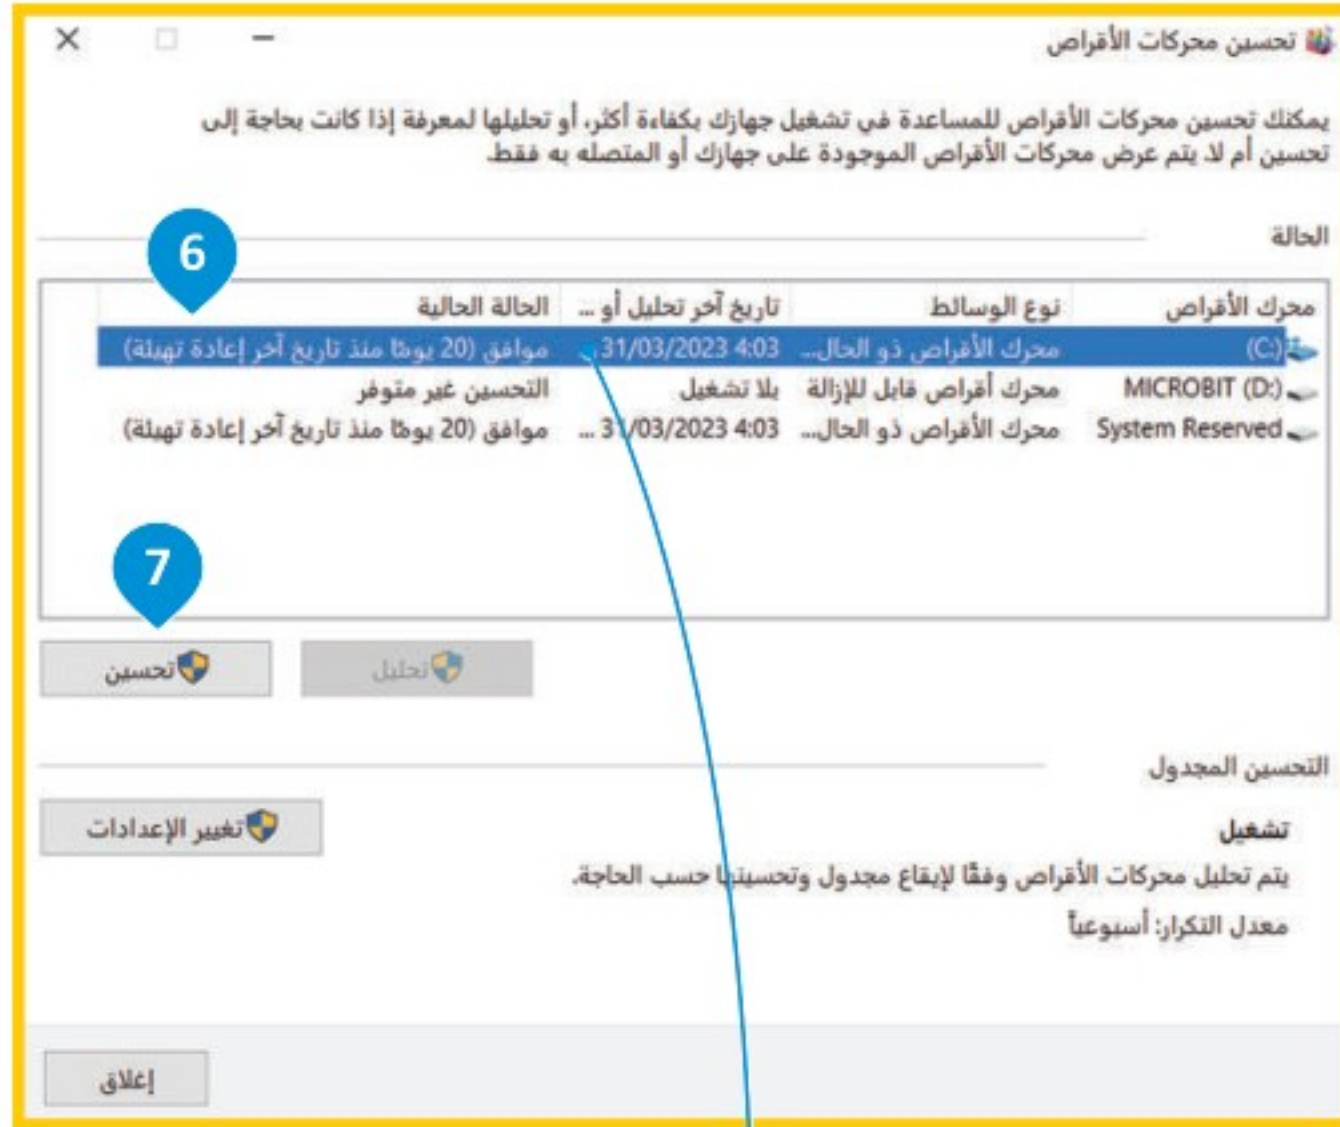 تحسين محركات الأقراص
يمكنك تحسين محركات الأقراص للمساعدة في تشغيل جهازك بكفاءة أكثر، أو تحليلها لمعرفة إذا كانت بحاجة إلى
تحسين أم لا. يتم عرض محركات الأقراص الموجودة على جهازك أو المتصله به فقط.
الحالة
6
محرك الأقراص نوع الوسائط تاريخ آخر تحليل أو ... الحالة الحالية
(C:) محرك الأقراص ذو الحال... 31/03/2023 4:03 موافق (20 يومًا منذ تاريخ آخر إعادة تهيئة)
MICROBIT (D:) محرك أقراص قابل للإزالة بلا تشغيل التحسين غير متوفر
System Reserved محرك الأقراص ذو الحال... 31/03/2023 4:03 ... موافق (20 يومًا منذ تاريخ آخر إعادة تهيئة)
7
تحليل تحسين
التحسين المجدول
تشغيل
تغيير الإعدادات
يتم تحليل محركات الأقراص وفقًا لإيقاع مجدول وتحسينها حسب الحاجة.
معدل التكرار: أسبوعياً
إغلاق